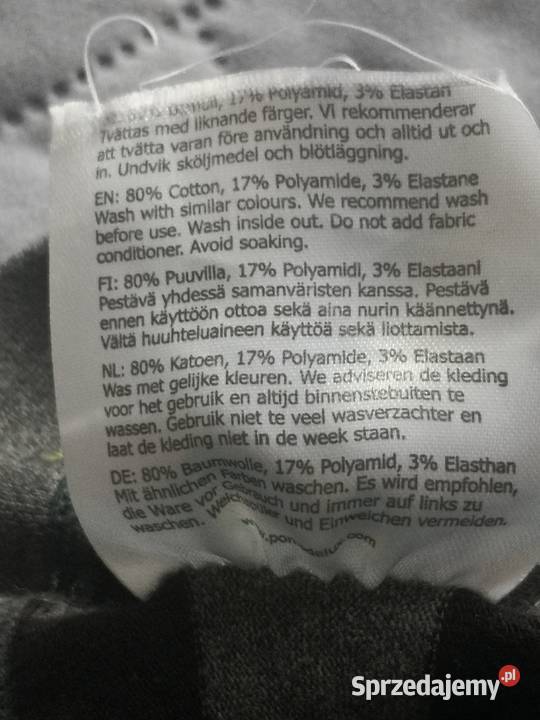 17% Polyamid, 3% Elastan
Tvättas med liknande färger. Vi rekommenderar
att tvätta varan före användning och alltid ut och
in. Undvik sköljmedel och blötläggning.
EN: 80% Cotton, 17% Polyamide, 3% Elastane
Wash with similar colours. We recommend wash
before use. Wash inside out. Do not add fabric
conditioner. Avoid soaking.
FI: 80% Puuvilla, 17% Polyamidi, 3% Elastaani
Pestävä yhdessä samanväristen kanssa. Pestävä
ennen käyttöön ottoa sekä aina nurin käännettynä.
Vältä huuhteluaineen käyttöä sekä liottamista.
NL: 80% Katoen, 17% Polyamide, 3% Elastaan
Was met gelijke kleuren. We adviseren de kleding
voor het gebruik en altijd binnenstebuiten te
wassen. Gebruik niet te veel wasverzachter en
laat de kleding niet in de week staan.
DE: 80% Baumwolle, 17% Polyamid, 3% Elasthan
Mit ähnlichen Farben waschen. Es wird empfohlen,
die Ware vor Gebrauch und immer auf links zu
waschen. Weichspüler und Einweichen vermeiden.
Sprzedajemy.pl